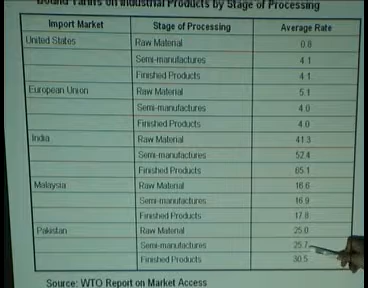 Bound Tariffs on Industrial Products by Stage of Processing
Import Market Stage of Processing Average Rate
United States Raw Material 0.8
Semi-manufactures 4.1
Finished Products 4.1
European Union Raw Material 5.1
Semi-manufactures 4.0
Finished Products 4.0
India Raw Material 41.3
Semi-manufactures 52.4
Finished Products 65.1
Malaysia Raw Material 16.6
Semi-manufactures 16.9
Finished Products 17.8
Pakistan Raw Material 25.0
Semi-manufactures 25.7
Finished Products 30.5
Source: WTO Report on Market Access